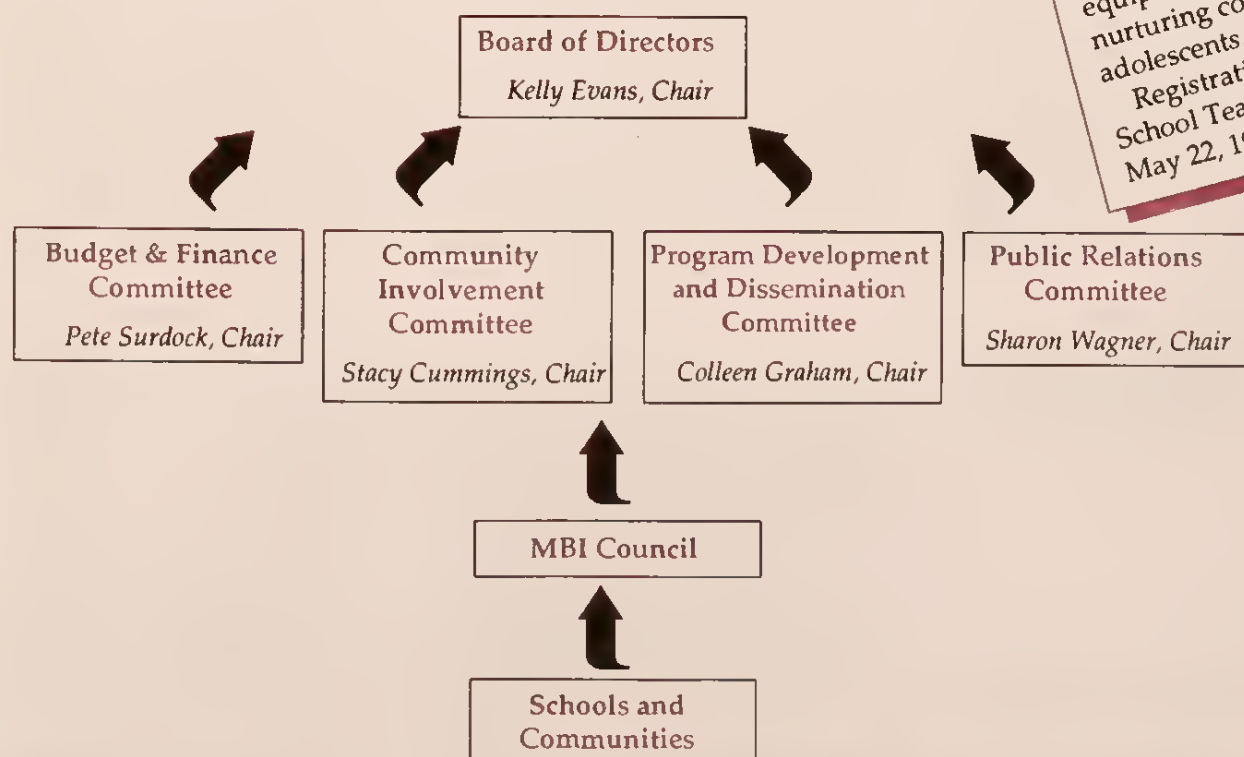 Board of Directors
Kelly Evans, Chair
nurturing
adolescents
School
May 22,
Budget & Finance
Committee
Pete Surdock, Chair
Community
Involvement
Committee
Stacy Cummings, Chair
Program Development
and Dissemination
Committee
Colleen Graham, Chair
Public Relations
Committee
Sharon Wagner, Chair
MBI Council
Schools and
Communities